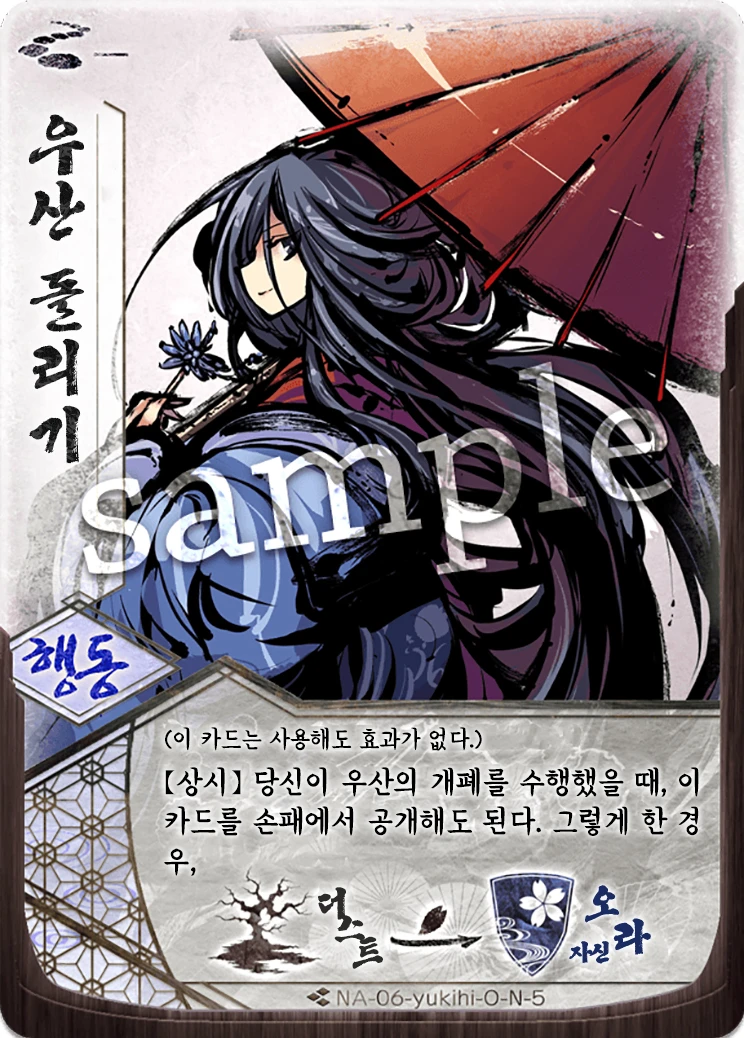 우산 돌리기
sample
행동
(이 카드는 사용해도 효과가 없다.)
【상시】 당신이 우산의 개폐를 수행했을 때, 이
카드를 손패에서 공개해도 된다. 그렇게 한 경
우,
더스트
오라
자신
NA-06-yukihi-O-N-5